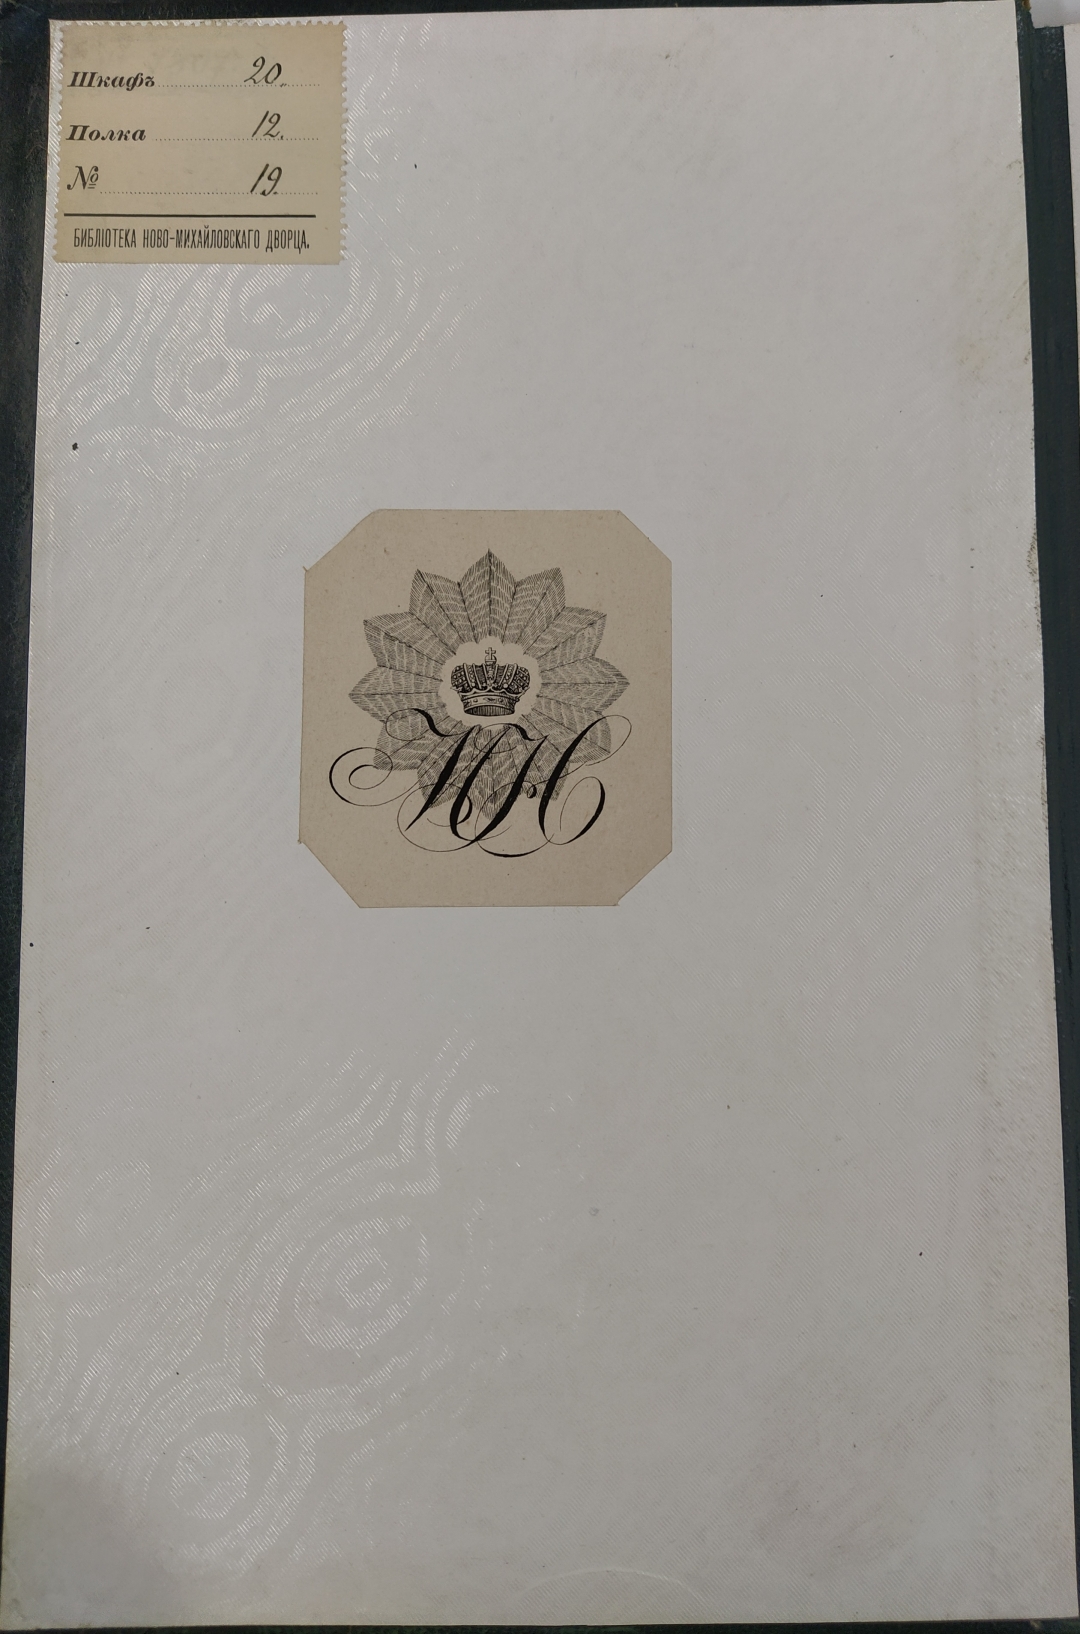 Шкафъ 20.
Полка 12.
№ 19.
БИБЛІОТЕКА НОВО-МИХАЙЛОВСКАГО ДВОРЦА.